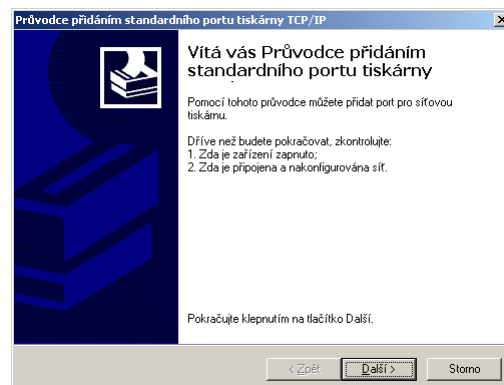 Průvodce přidáním standardního portu tiskárny TCP/IP
Vítá vás Průvodce přidáním
standardního portu tiskárny
Pomocí tohoto průvodce můžete přidat port pro síťovou
tiskárnu.
Dříve než budete pokračovat, zkontrolujte:
1. Zda je zařízení zapnuto;
2. Zda je připojena a nakonfigurována síť.
Pokračujte klepnutím na tlačítko Další.
< Zpět
Další >
Storno